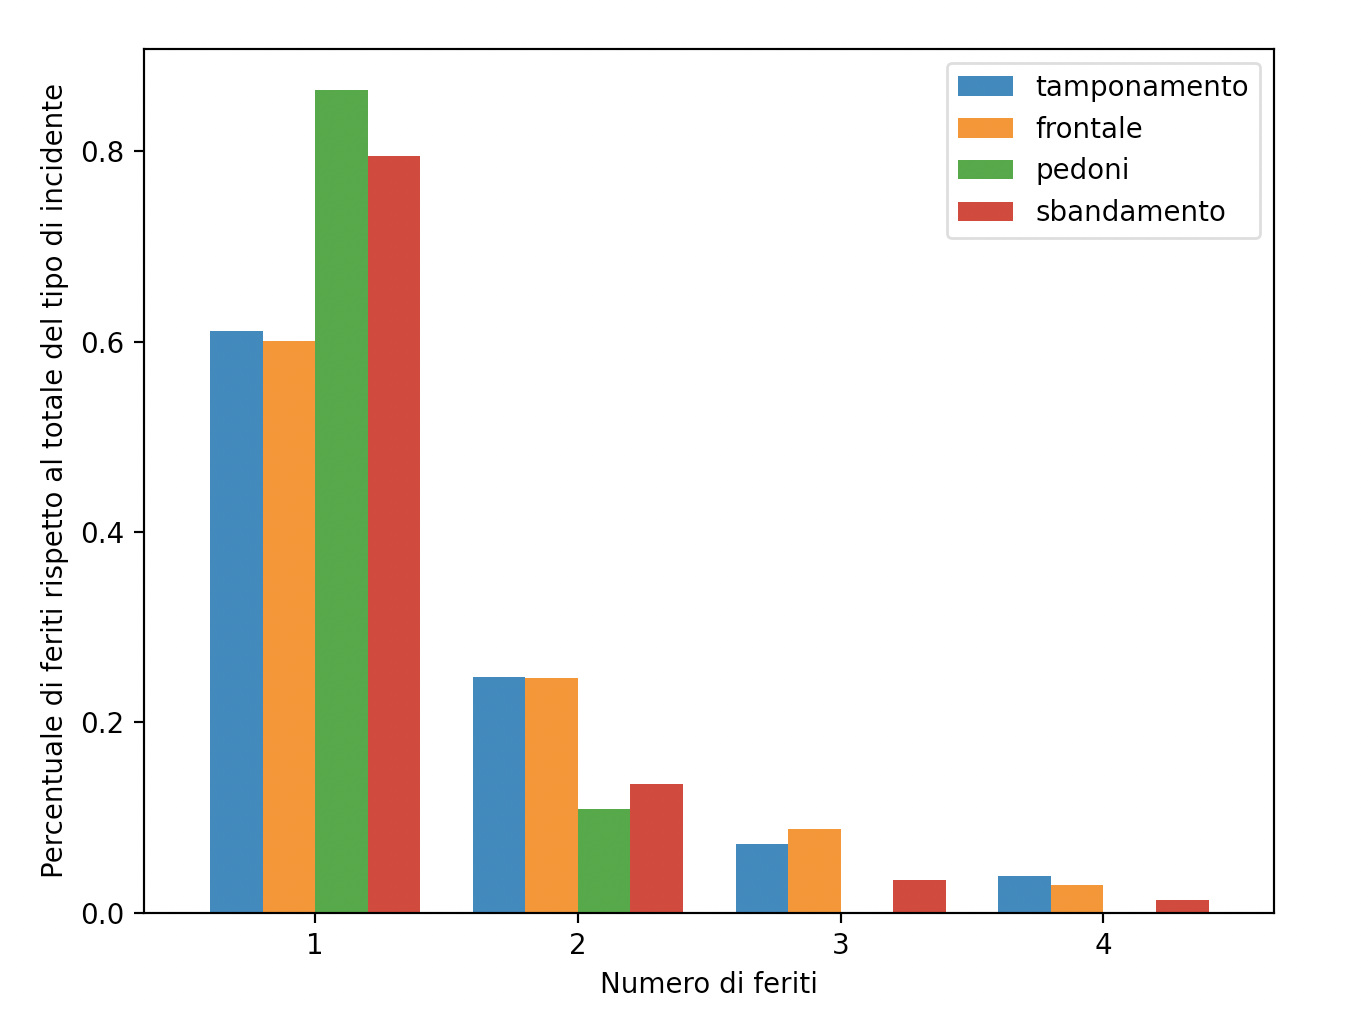 tamponamento
frontale
pedoni
sbandamento
Percentuale di feriti rispetto al totale del tipo di incidente
0.8
0.6
0.4
0.2
0.0
1 2 3 4
Numero di feriti